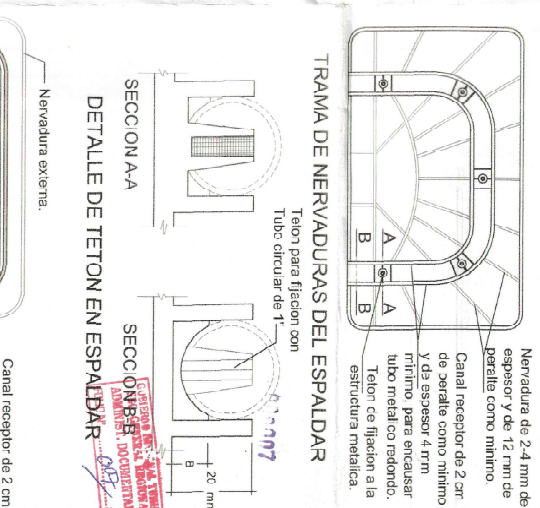 Nervadura de 2-4 mm de
espesor y de 12 mm de
peralte como minimo.
Canal receptor de 2 cm
de peralte como minimo
y de espesor 4 mm
minimo, para encausar
tubo metalico redondo.
Teton de fijacion a la
estructura metalica.
A A
B B
TRAMA DE NERVADURAS DEL ESPALDAR
Teton para fijacion con
Tubo circular de 1"
SECCION A-A
SECCION B-B
20 mm
B
DETALLE DE TETON EN ESPALDAR
Nervadura externa.
Canal receptor de 2 cm